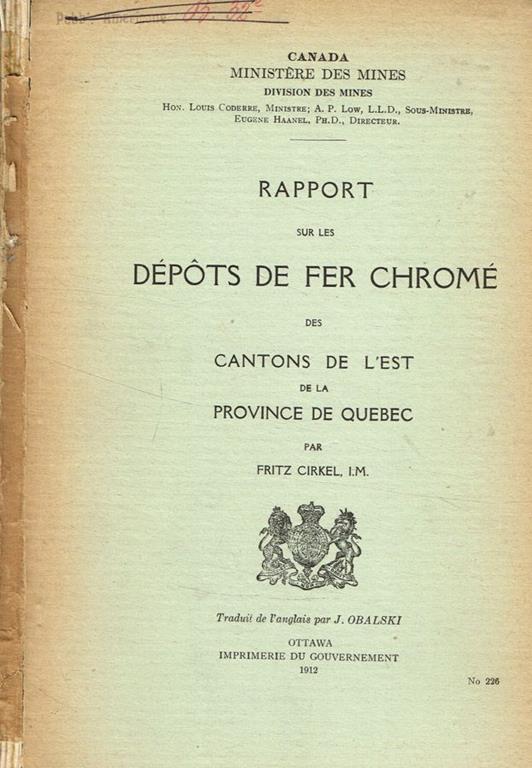 CANADA
MINISTÈRE DES MINES
DIVISION DES MINES
Hon. Louis Coderre, Ministre; A. P. Low, L.L.D., Sous-Ministre,
Eugene Haanel, Ph.D., Directeur.
RAPPORT
SUR LES
DÉPÔTS DE FER CHROMÉ
DES
CANTONS DE L'EST
DE LA
PROVINCE DE QUEBEC
PAR
FRITZ CIRKEL, I.M.
Traduit de l'anglais par J. OBALSKI
OTTAWA
IMPRIMERIE DU GOUVERNEMENT
1912
No 226